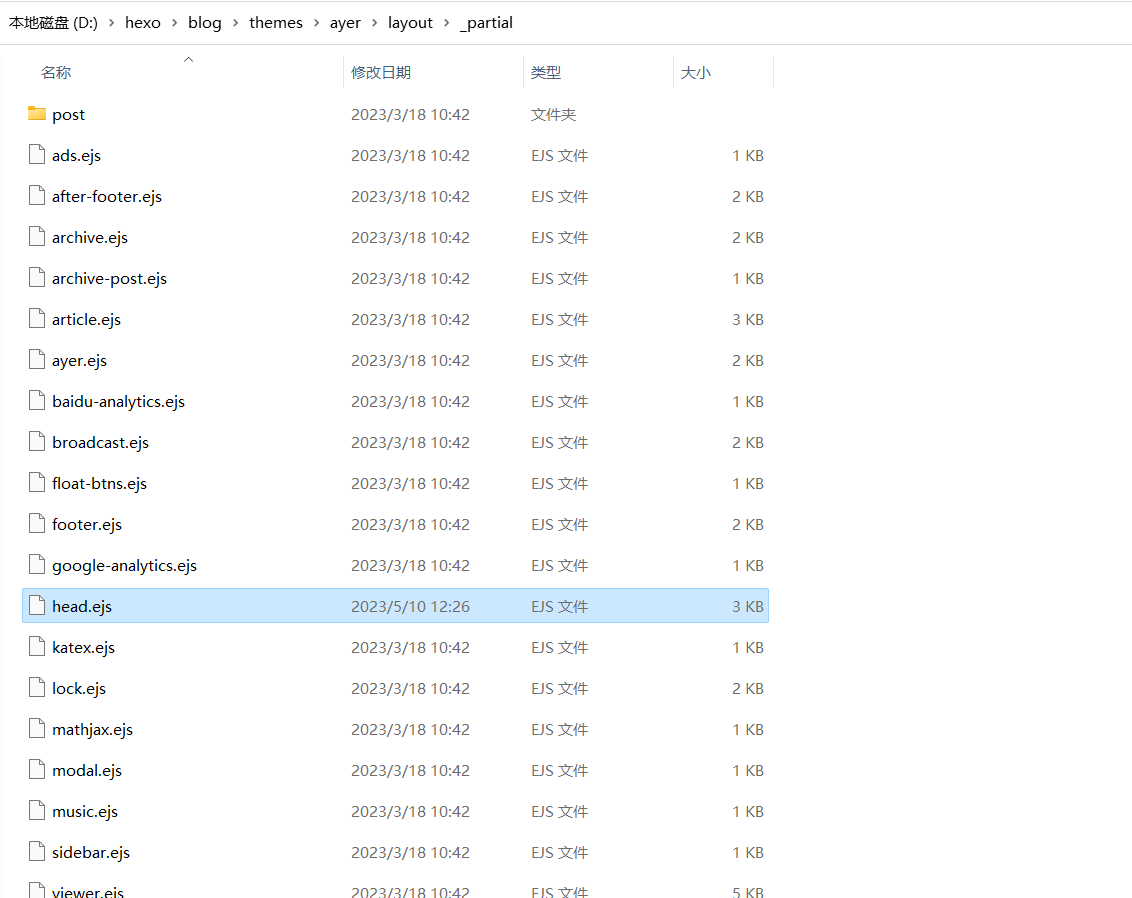 本地磁盘 (D:) › hexo › blog › themes › ayer › layout › _partial
名称 修改日期 类型 大小
post 2023/3/18 10:42 文件夹
ads.ejs 2023/3/18 10:42 EJS 文件 1 KB
after-footer.ejs 2023/3/18 10:42 EJS 文件 2 KB
archive.ejs 2023/3/18 10:42 EJS 文件 2 KB
archive-post.ejs 2023/3/18 10:42 EJS 文件 1 KB
article.ejs 2023/3/18 10:42 EJS 文件 3 KB
ayer.ejs 2023/3/18 10:42 EJS 文件 2 KB
baidu-analytics.ejs 2023/3/18 10:42 EJS 文件 1 KB
broadcast.ejs 2023/3/18 10:42 EJS 文件 2 KB
float-btns.ejs 2023/3/18 10:42 EJS 文件 1 KB
footer.ejs 2023/3/18 10:42 EJS 文件 2 KB
google-analytics.ejs 2023/3/18 10:42 EJS 文件 1 KB
head.ejs 2023/5/10 12:26 EJS 文件 3 KB
katex.ejs 2023/3/18 10:42 EJS 文件 1 KB
lock.ejs 2023/3/18 10:42 EJS 文件 2 KB
mathjax.ejs 2023/3/18 10:42 EJS 文件 1 KB
modal.ejs 2023/3/18 10:42 EJS 文件 1 KB
music.ejs 2023/3/18 10:42 EJS 文件 1 KB
sidebar.ejs 2023/3/18 10:42 EJS 文件 1 KB
viewer.ejs 2023/3/18 10:42 EJS 文件 5 KB